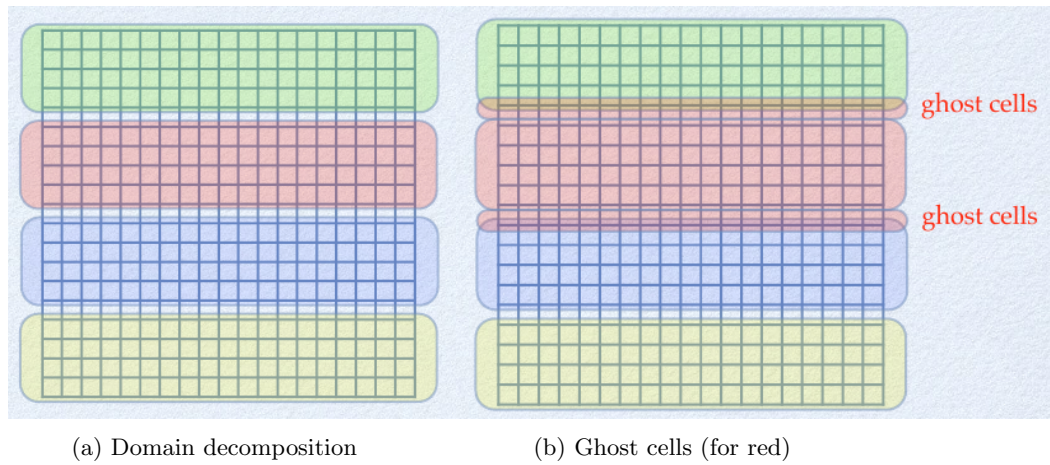 ghost cells
ghost cells
(a) Domain decomposition
(b) Ghost cells (for red)